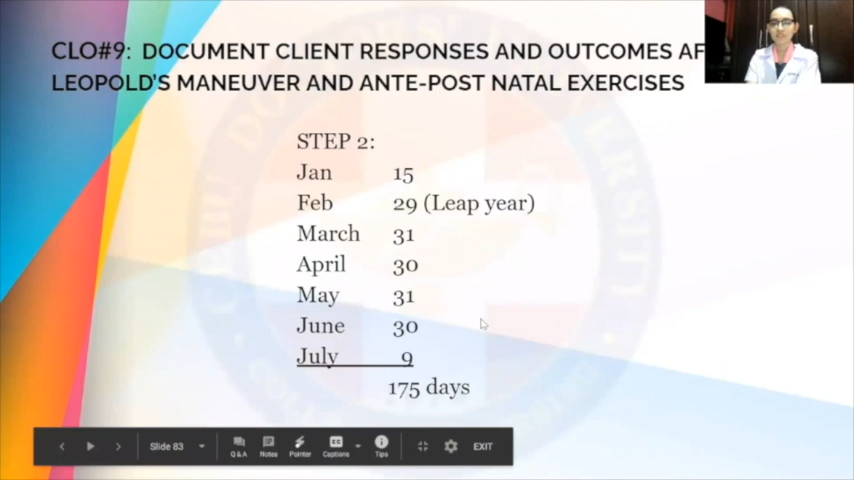 CLO#9: DOCUMENT CLIENT RESPONSES AND OUTCOMES AF
LEOPOLD'S MANEUVER AND ANTE-POST NATAL EXERCISES
STEP 2:
Jan 15
Feb 29 (Leap year)
March 31
April 30
May 31
June 30
July 9
175 days
Slide 83
Q & A
Notes
Pointer
Captions
Tips
EXIT